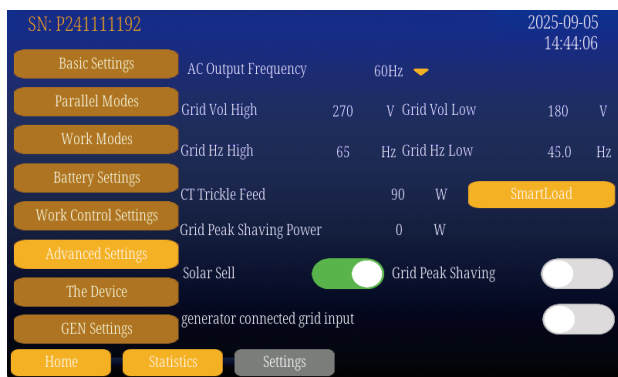 SN: P241111192
2025-09-05
14:44:06
Basic Settings
Parallel Modes
Work Modes
Battery Settings
Work Control Settings
Advanced Settings
The Device
GEN Settings
AC Output Frequency 60Hz
Grid Vol High 270 V Grid Vol Low 180 V
Grid Hz High 65 Hz Grid Hz Low 45.0 Hz
CT Trickle Feed 90 W SmartLoad
Grid Peak Shaving Power 0 W
Solar Sell Grid Peak Shaving
generator connected grid input
Home Statistics Settings